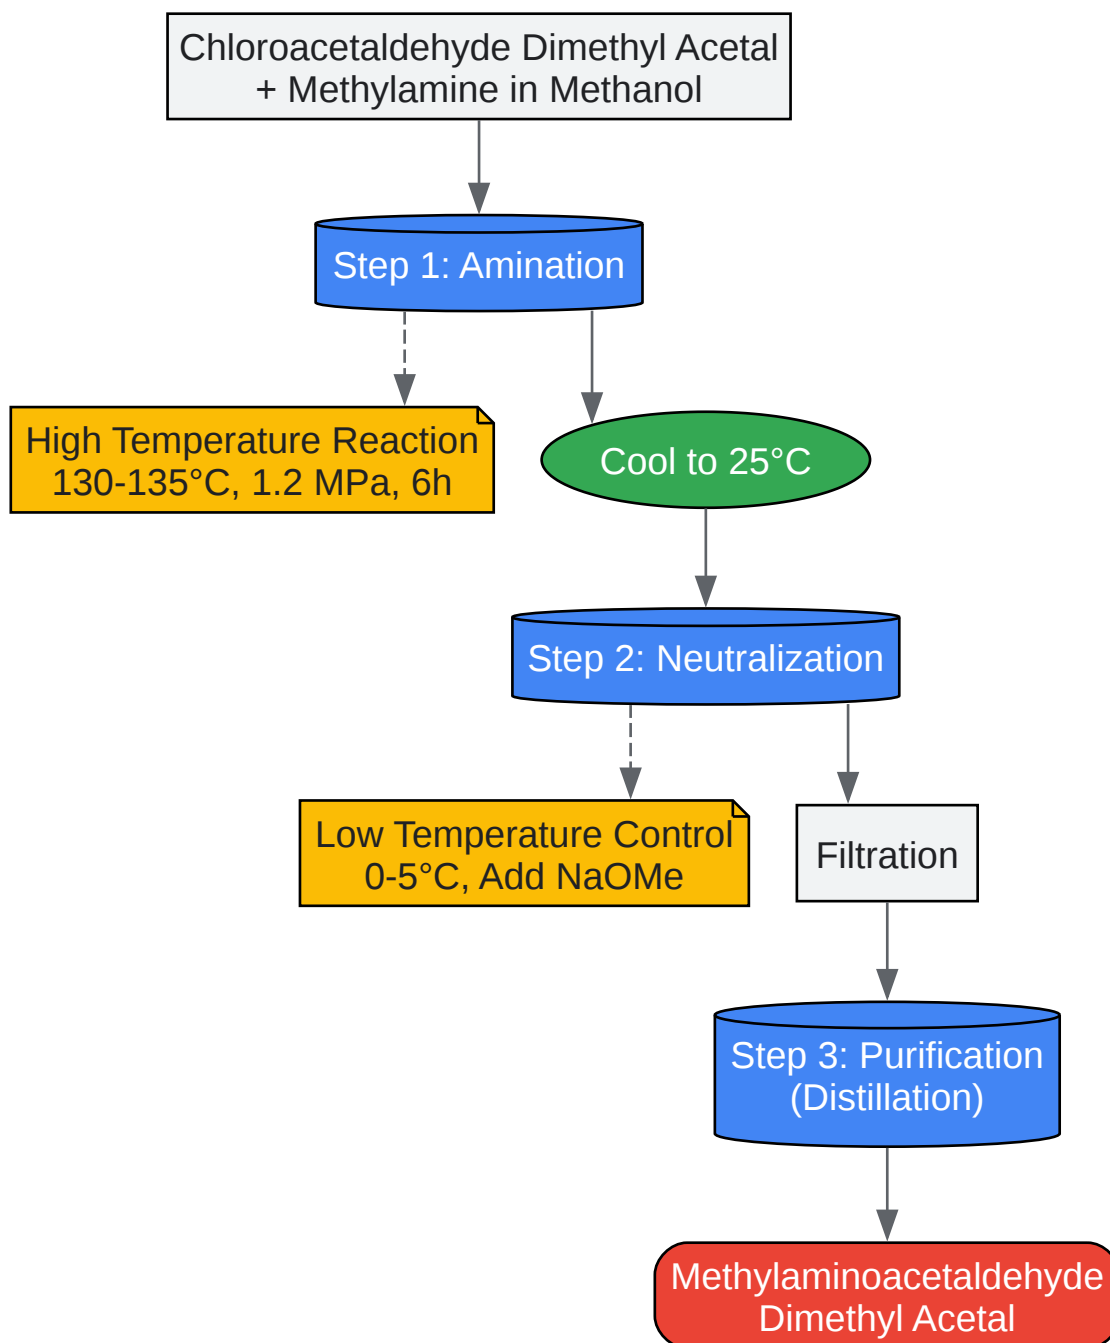 Chloroacetaldehyde Dimethyl Acetal
+ Methylamine in Methanol
Step 1: Amination
High Temperature Reaction
130-135°C, 1.2 MPa, 6h
Cool to 25°C
Step 2: Neutralization
Low Temperature Control
0-5°C, Add NaOMe
Filtration
Step 3: Purification
(Distillation)
Methylaminoacetaldehyde
Dimethyl Acetal